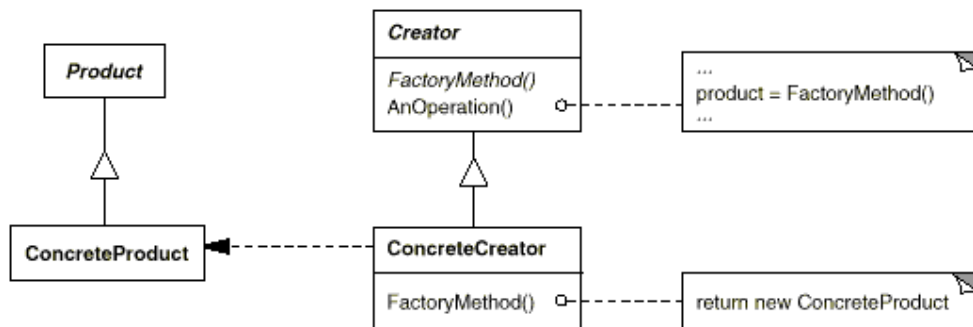 Product
Creator
FactoryMethod()
AnOperation()
...
product = FactoryMethod()
...
ConcreteProduct
ConcreteCreator
FactoryMethod()
return new ConcreteProduct